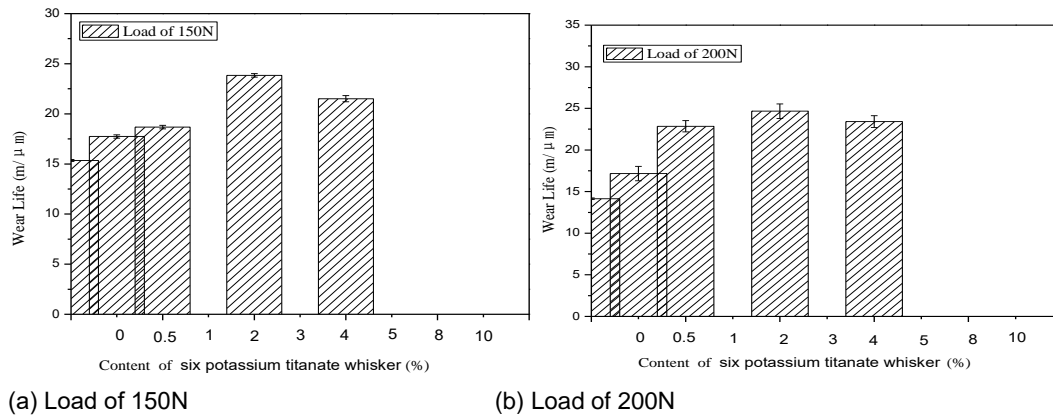 30
25
20
15
10
5
0
Wear Life (m/μm)
Load of 150N
0 0.5 1 2 3 4 5 8 10
Content of six potassium titanate whisker (%)
(a) Load of 150N
35
30
25
20
15
10
5
0
Wear Life (m/μm)
Load of 200N
0 0.5 1 2 3 4 5 8 10
Content of six potassium titanate whisker (%)
(b) Load of 200N